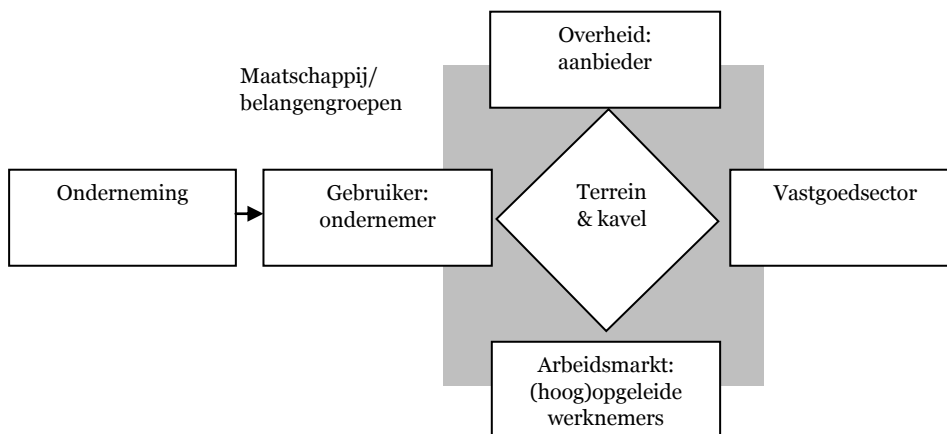 Overheid:
aanbieder
Maatschappij/
belangengroepen
Onderneming
Gebruiker:
ondernemer
Terrein
& kavel
Vastgoedsector
Arbeidsmarkt:
(hoog)opgeleide
werknemers